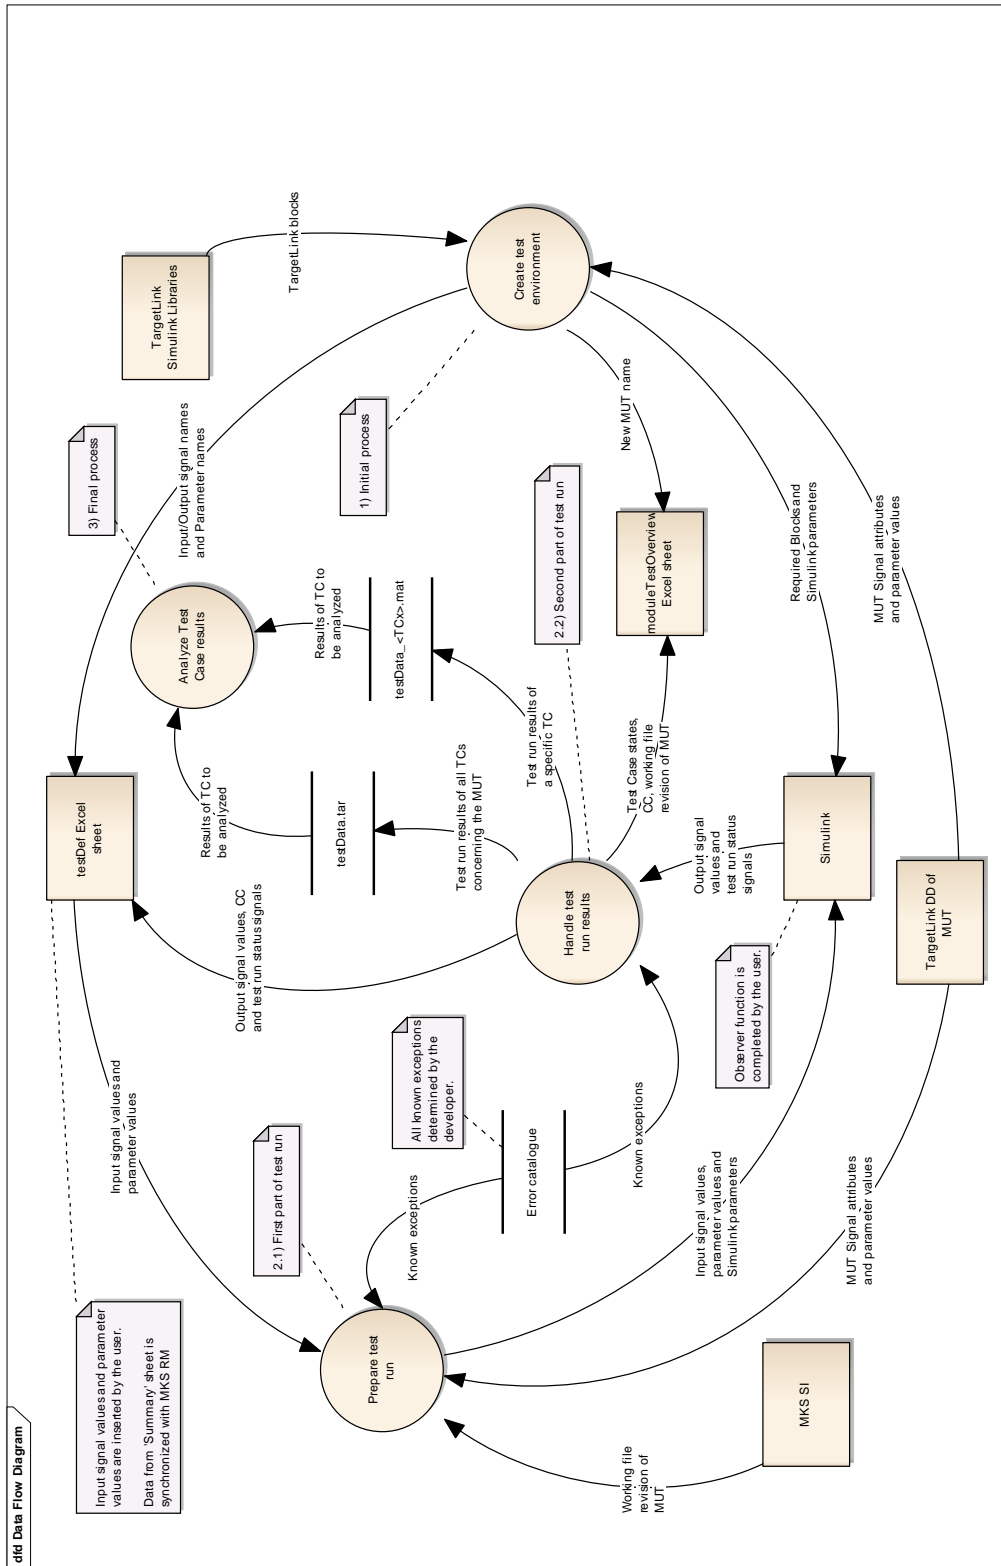 dfd Data Flow Diagram
Input signal values and parameter
values are inserted by the user.
Data from 'Summary' sheet is
synchronized with MKS RM
testDef Excel
sheet
3) Final process
TargetLink
Simulink Libraries
TargetLink blocks
Input signal values and
parameter values
Output signal values, CC
and test run status signals
Results of TC to
be analyzed
Analyze Test
Case results
Input/Output signal names
and Parameter names
2.1) First part of test run
testData.tar
Results of TC to
be analyzed
testData_<TCx>.mat
1) Initial process
Prepare test
run
Known exceptions
All known exceptions
determined by the
developer.
Test run results of all TCs
concerning the MUT
Test run results of
a specific TC
2.2) Second part of test run
Create test
environment
Error catalogue
Handle test
run results
New MUT name
Known exceptions
Test Case states,
CC, working file
revision of MUT
moduleTestOverview
Excel sheet
Working file
revision of
MUT
Input signal values,
parameter values and
Simulink parameters
Observer function is
completed by the user.
Output signal
values and
test run status
signals
Simulink
Required Blocks and
Simulink parameters
MKS SI
MUT Signal attributes
and parameter values
TargetLink DD of
MUT
MUT Signal attributes
and parameter values